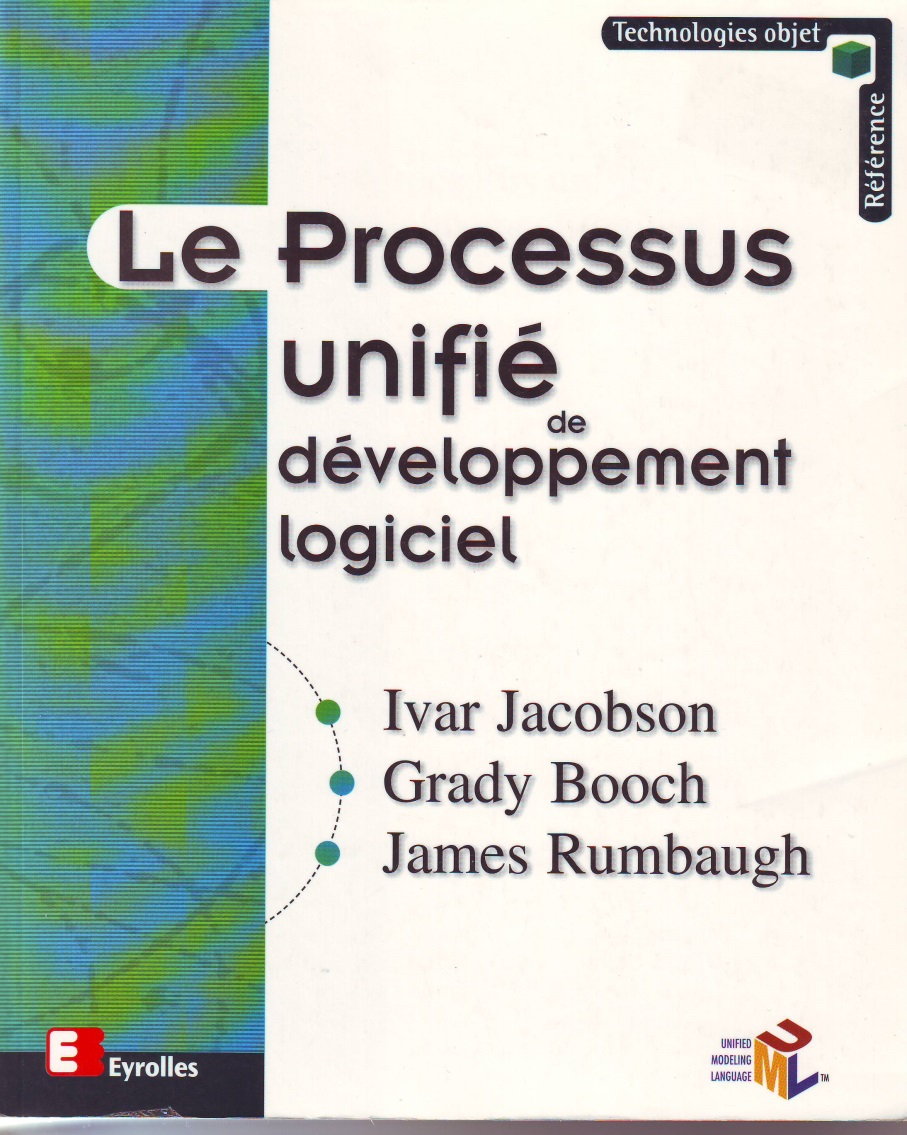 Technologies objet
Référence
Le Processus
unifié
de
développement
logiciel
Ivar Jacobson
Grady Booch
James Rumbaugh
E
Eyrolles
UNIFIED
MODELING
LANGUAGE
UML
TM